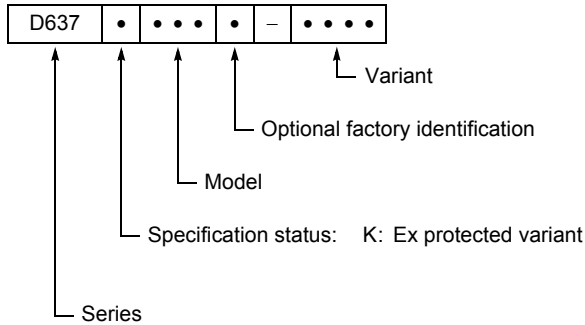 D637 • • • • • – • • • •
Variant
Optional factory identification
Model
Specification status: K: Ex protected variant
Series